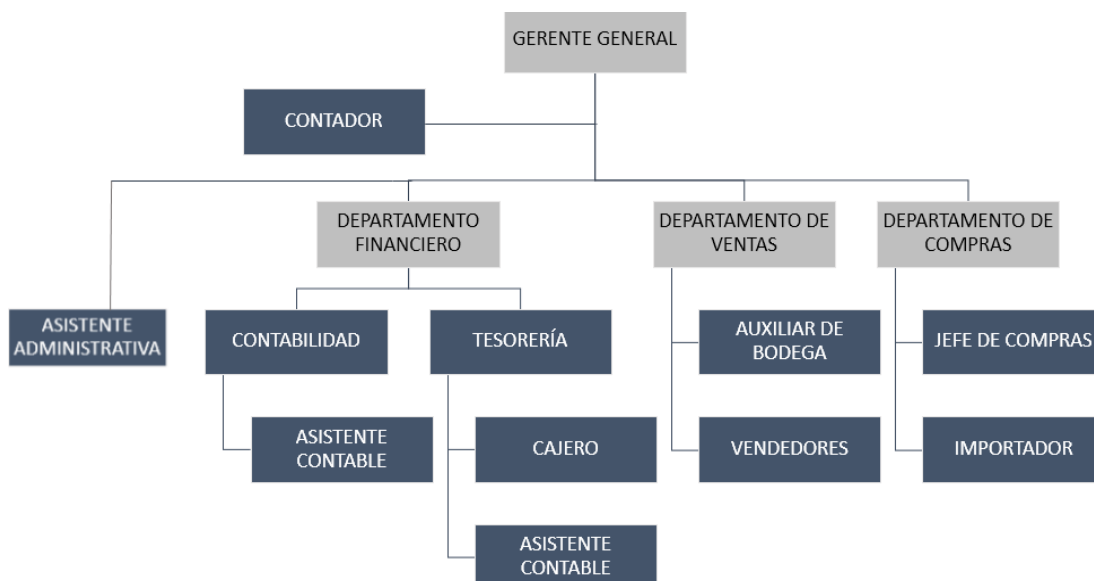 GERENTE GENERAL
CONTADOR
DEPARTAMENTO
FINANCIERO
DEPARTAMENTO DE
VENTAS
DEPARTAMENTO DE
COMPRAS
ASISTENTE
ADMINISTRATIVA
CONTABILIDAD
TESORERÍA
AUXILIAR DE
BODEGA
JEFE DE COMPRAS
ASISTENTE
CONTABLE
CAJERO
VENDEDORES
IMPORTADOR
ASISTENTE
CONTABLE